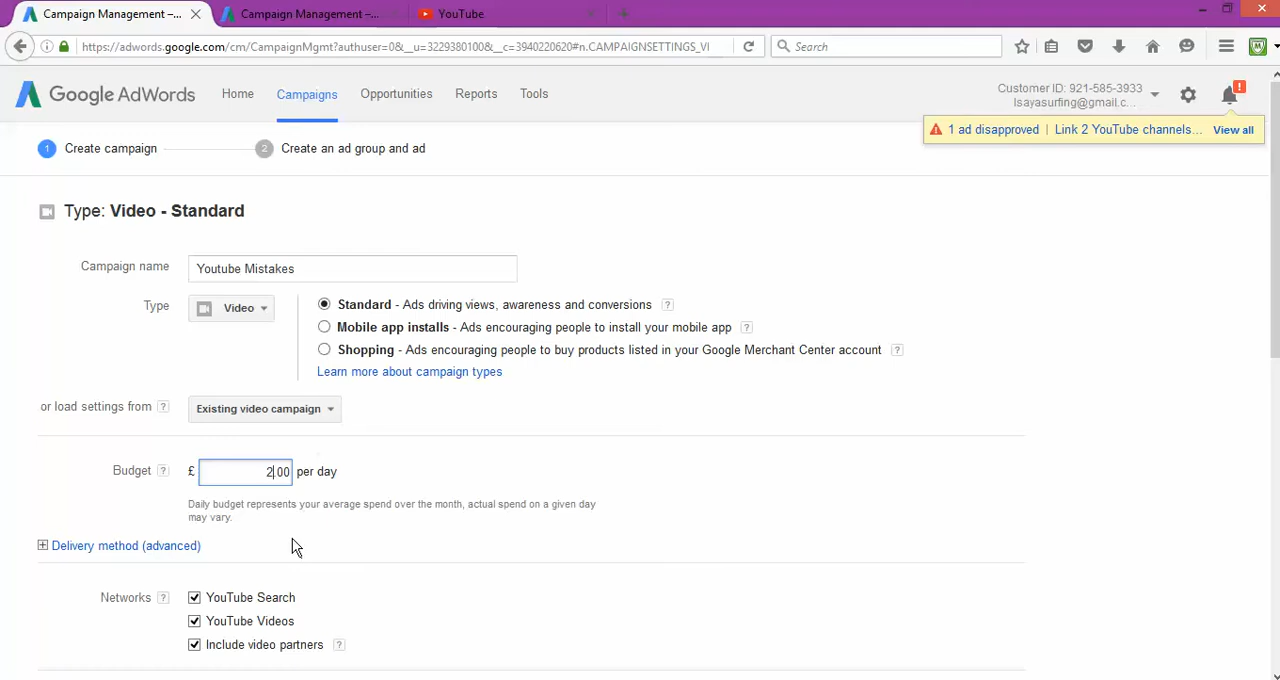 Campaign Management –... Campaign Management –... YouTube
https://adwords.google.com/cm/CampaignMgmt?authuser=0&__u=3229380100&__c=3940223620#n.CAMPAIGNSETTINGS_VI Search
Google AdWords Home Campaigns Opportunities Reports Tools Customer ID: 921-585-3933
lsayasurfing@gmail.c...
1 ad disapproved | Link 2 YouTube channels... View all
1 Create campaign 2 Create an ad group and ad
Type: Video - Standard
Campaign name Youtube Mistakes
Type Video Standard - Ads driving views, awareness and conversions ?
Mobile app installs - Ads encouraging people to install your mobile app ?
Shopping - Ads encouraging people to buy products listed in your Google Merchant Center account ?
Learn more about campaign types
or load settings from ? Existing video campaign
Budget ? £ 2.00 per day
Daily budget represents your average spend over the month, actual spend on a given day
may vary.
Delivery method (advanced)
Networks ? YouTube Search
YouTube Videos
Include video partners ?